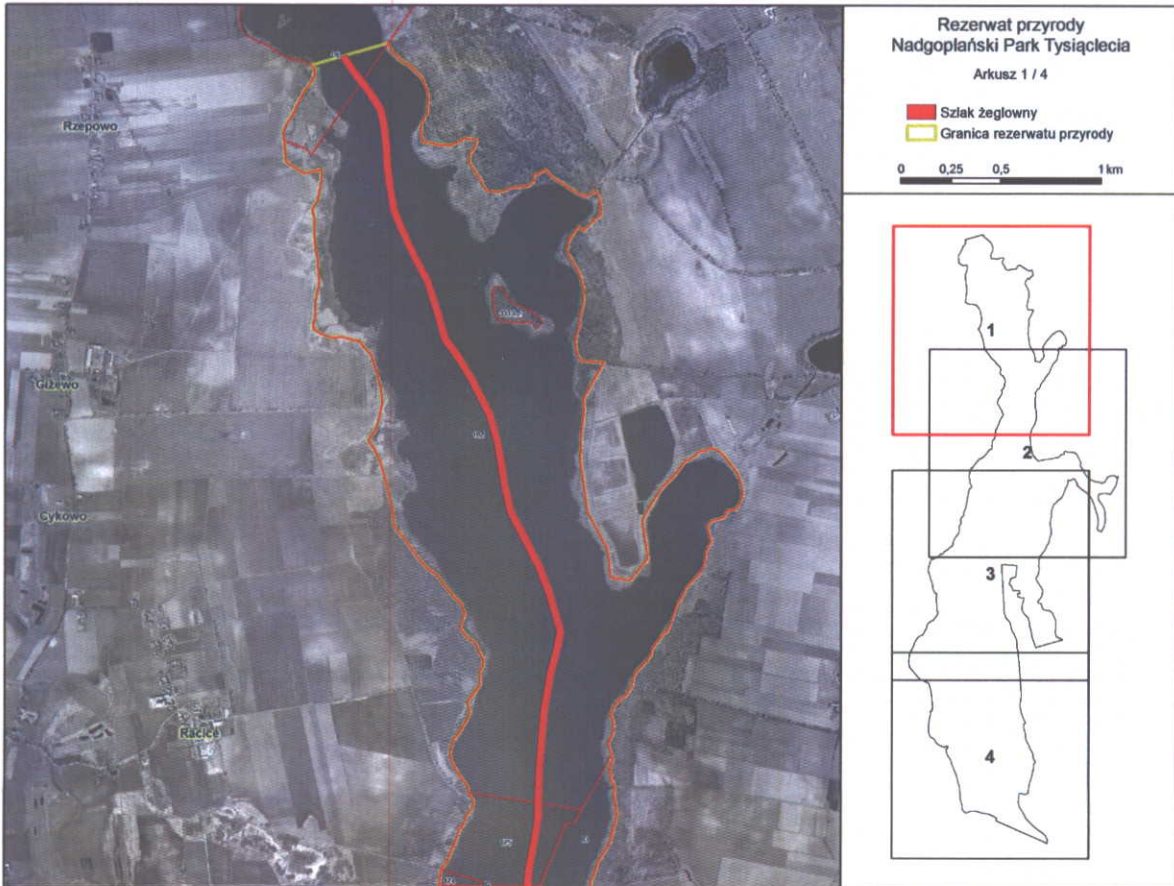 Rezerwat przyrody
Nadgoplański Park Tysiąclecia
Arkusz 1 / 4
Szlak żeglowny
Granica rezerwatu przyrody
0 0,25 0,5 1 km
Rzepowo
Giżewo
Cykowo
Racice
1
2
3
4